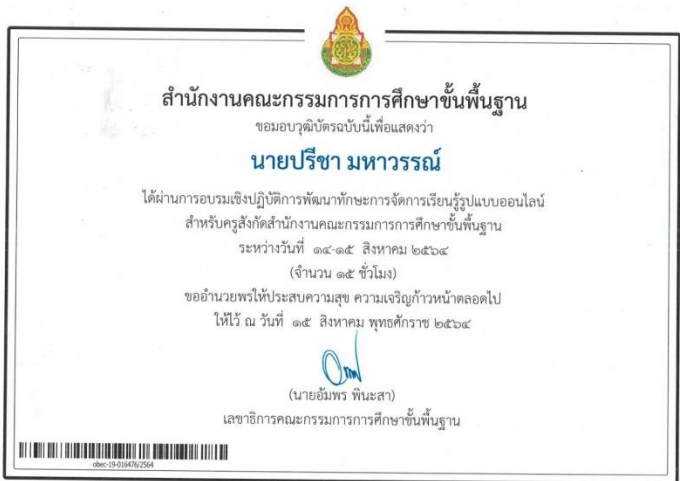 สำนักงานคณะกรรมการการศึกษาขั้นพื้นฐาน
ขอมอบวุฒิบัตรฉบับนี้เพื่อแสดงว่า
นายปรีชา มหาวรรณ์
ได้ผ่านการอบรมเชิงปฏิบัติการพัฒนาทักษะการจัดการเรียนรู้รูปแบบออนไลน์
สำหรับครูสังกัดสำนักงานคณะกรรมการการศึกษาขั้นพื้นฐาน
ระหว่างวันที่ ๑๔-๑๕ สิงหาคม ๒๕๖๔
(จำนวน ๑๕ ชั่วโมง)
ขออำนวยพรให้ประสบความสุข ความเจริญก้าวหน้าตลอดไป
ให้ไว้ ณ วันที่ ๑๕ สิงหาคม พุทธศักราช ๒๕๖๔
(นายอัมพร พินะสา)
เลขาธิการคณะกรรมการการศึกษาขั้นพื้นฐาน
obec-19-016476/2564